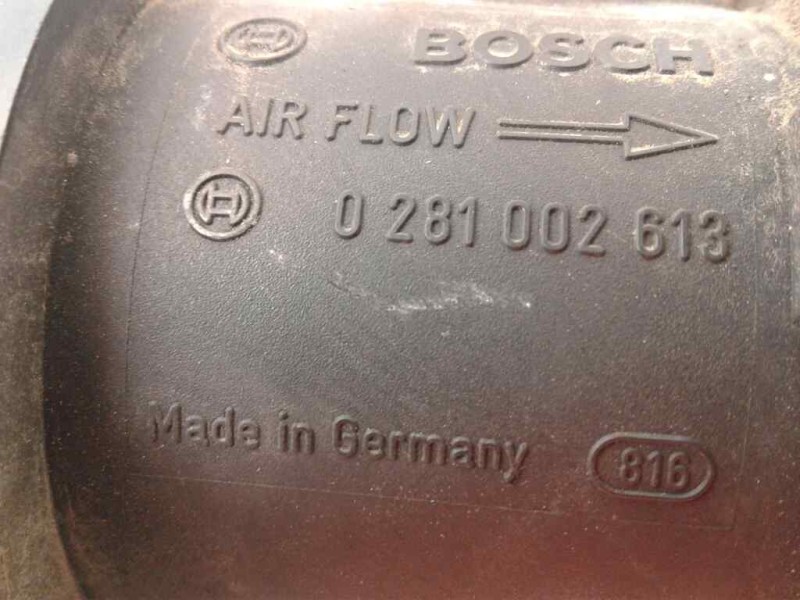 BOSCH
AIR FLOW
0 281 002 613
Made in Germany
816